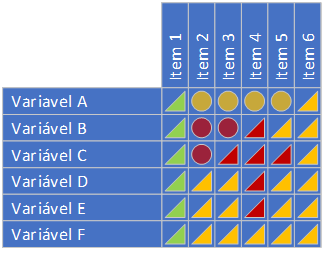 Item 1
Item 2
Item 3
Item 4
Item 5
Item 6
Variavel A
Variável B
Variável C
Variável D
Variável E
Variável F